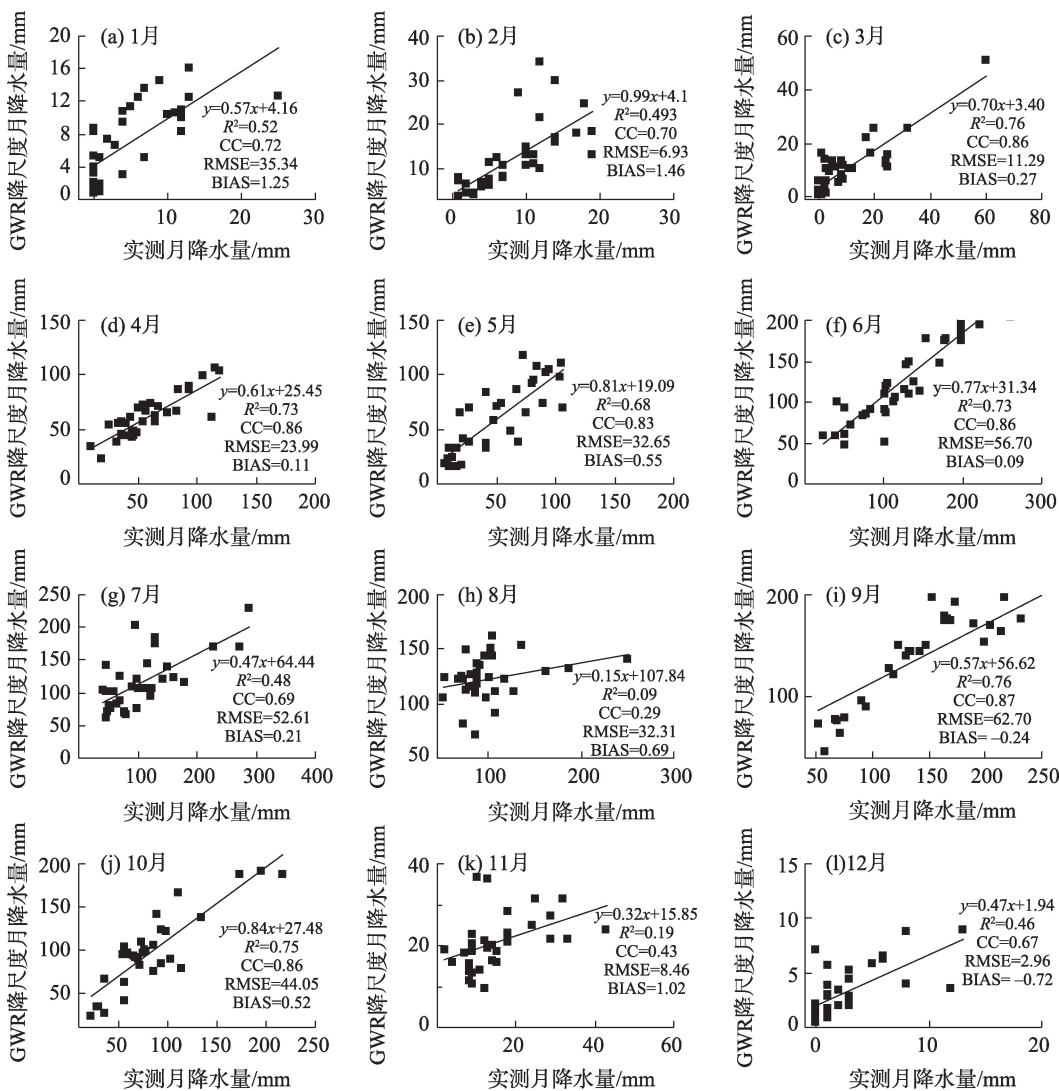 GWR降尺度月降水量/mm
(a) 1月
20
16
12
8
4
0
y=0.57x+4.16
R²=0.52
CC=0.72
RMSE=35.34
BIAS=1.25
10
20
30
实测月降水量/mm
GWR降尺度月降水量/mm
(b) 2月
40
30
20
10
y=0.99x+4.1
R²=0.493
CC=0.70
RMSE=6.93
BIAS=1.46
0
10
20
30
实测月降水量/mm
GWR降尺度月降水量/mm
(c) 3月
60
40
20
0
y=0.70x+3.40
R²=0.76
CC=0.86
RMSE=11.29
BIAS=0.27
0
20
40
60
80
实测月降水量/mm
GWR降尺度月降水量/mm
(d) 4月
150
100
50
0
y=0.61x+25.45
R²=0.73
CC=0.86
RMSE=23.99
BIAS=0.11
50
100
150
200
实测月降水量/mm
GWR降尺度月降水量/mm
(e) 5月
150
100
50
0
y=0.81x+19.09
R²=0.68
CC=0.83
RMSE=32.65
BIAS=0.55
50
100
150
200
实测月降水量/mm
GWR降尺度月降水量/mm
(f) 6月
200
150
100
50
0
y=0.77x+31.34
R²=0.73
CC=0.86
RMSE=56.70
BIAS=0.09
100
200
300
实测月降水量/mm
GWR降尺度月降水量/mm
(g) 7月
250
200
150
100
50
0
y=0.47x+64.44
R²=0.48
CC=0.69
RMSE=52.61
BIAS=0.21
100
200
300
400
实测月降水量/mm
GWR降尺度月降水量/mm
(h) 8月
200
150
100
50
y=0.15x+107.84
R²=0.09
CC=0.29
RMSE=32.31
BIAS=0.69
100
200
300
实测月降水量/mm
GWR降尺度月降水量/mm
(i) 9月
200
100
y=0.57x+56.62
R²=0.76
CC=0.87
RMSE=62.70
BIAS= −0.24
50
100
150
200
250
实测月降水量/mm
GWR降尺度月降水量/mm
(j) 10月
200
150
100
50
y=0.84x+27.48
R²=0.75
CC=0.86
RMSE=44.05
BIAS=0.52
50
100
150
200
250
实测月降水量/mm
GWR降尺度月降水量/mm
(k) 11月
40
30
20
10
0
y=0.32x+15.85
R²=0.19
CC=0.43
RMSE=8.46
BIAS=1.02
20
40
60
实测月降水量/mm
GWR降尺度月降水量/mm
(l)12月
15
10
5
0
y=0.47x+1.94
R²=0.46
CC=0.67
RMSE=2.96
BIAS= −0.72
0
10
20
实测月降水量/mm